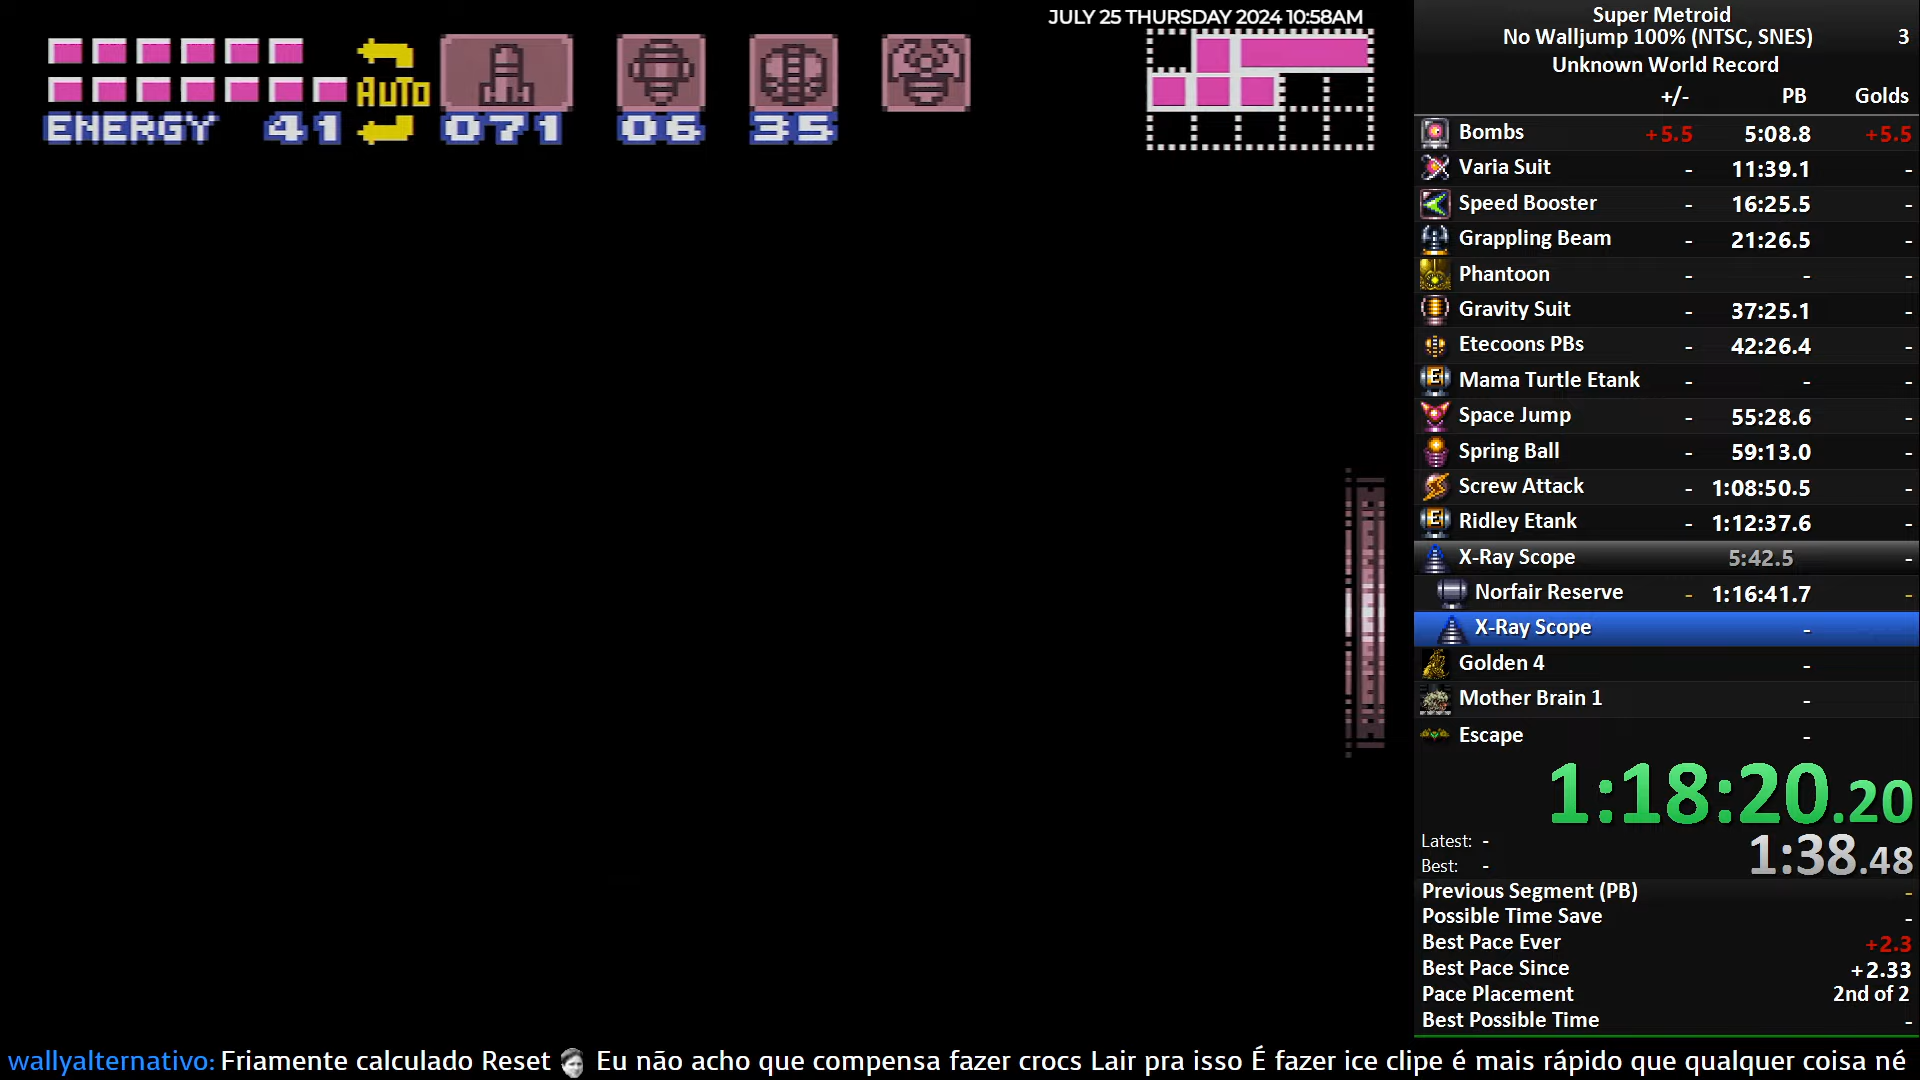 JULY 25 THURSDAY 2024 10:58AM
AUTO
ENERGY 41 071 06 35
Super Metroid
No Walljump 100% (NTSC, SNES) 3
Unknown World Record
+/- PB Golds
Bombs +5.5 5:08.8 +5.5
Varia Suit - 11:39.1 -
Speed Booster - 16:25.5 -
Grappling Beam - 21:26.5 -
Phantoon - - -
Gravity Suit - 37:25.1 -
Etecoons PBs - 42:26.4 -
Mama Turtle Etank - - -
Space Jump - 55:28.6 -
Spring Ball - 59:13.0 -
Screw Attack - 1:08:50.5 -
Ridley Etank - 1:12:37.6 -
X-Ray Scope 5:42.5 -
Norfair Reserve - 1:16:41.7 -
X-Ray Scope -
Golden 4 -
Mother Brain 1 -
Escape -
1:18:20.20
Latest: -
1:38.48
Best: -
Previous Segment (PB) -
Possible Time Save -
Best Pace Ever +2.3
Best Pace Since +2.33
Pace Placement 2nd of 2
Best Possible Time -
wallyalternativo: Friamente calculado Reset Eu não acho que compensa fazer crocs Lair pra isso É fazer ice clipe é mais rápido que qualquer coisa né